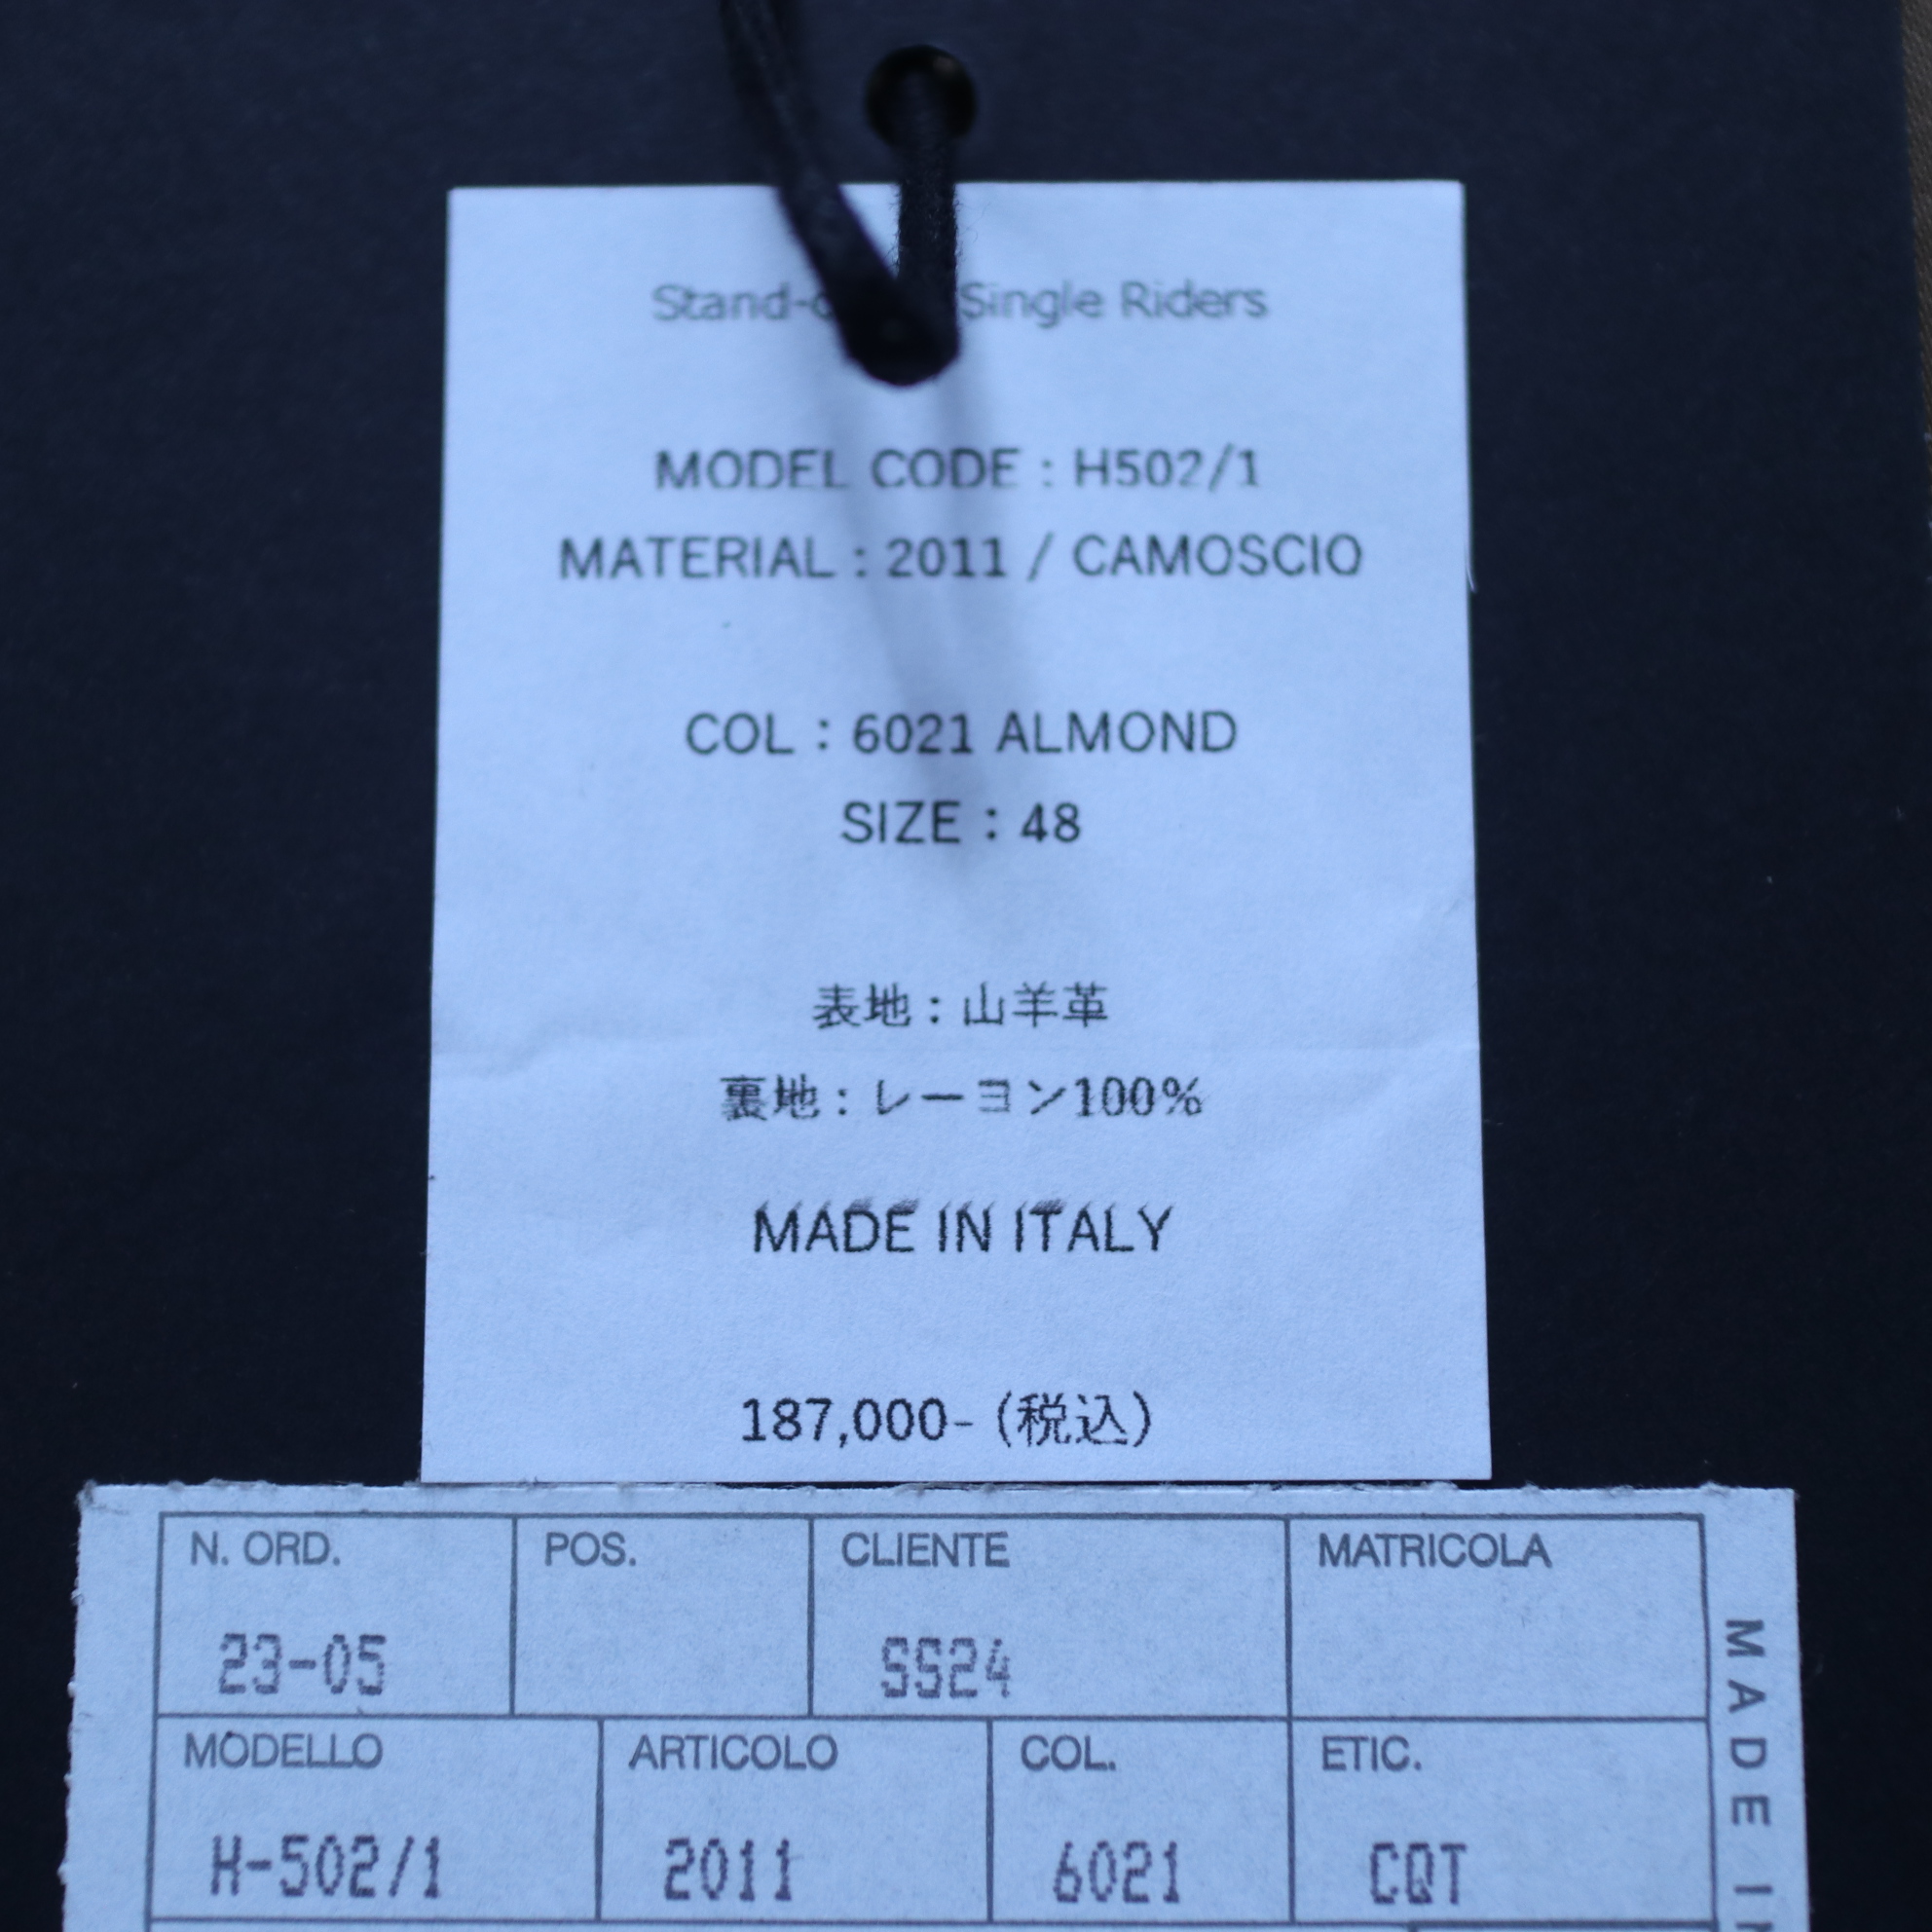 Single Riders
MODEL CODE : H502/1
MATERIAL : 2011 / CAMOSCIO
COL : 6021 ALMOND
SIZE : 48
表地 : 山羊革
裏地 : レーヨン100%
MADE IN ITALY
187,000- (税込)
N. ORD. POS. CLIENTE MATRICOLA
23-05 SS24
MODELLO ARTICOLO COL. ETIC.
H-502/1 2011 6021 CQT
MADE